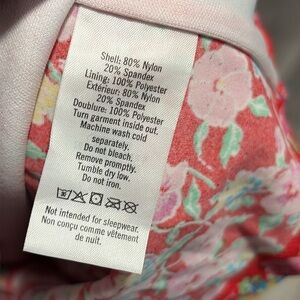 Shell: 80% Nylon
20% Spandex
Lining: 100% Polyester
Extérieur: 80% Nylon
20% Spandex
Doublure: 100% Polyester
Turn garment inside out.
Machine wash cold
separately.
Do not bleach.
Remove promptly.
Tumble dry low.
Do not iron.
Not intended for sleepwear.
Non conçu comme vêtement
de nuit.